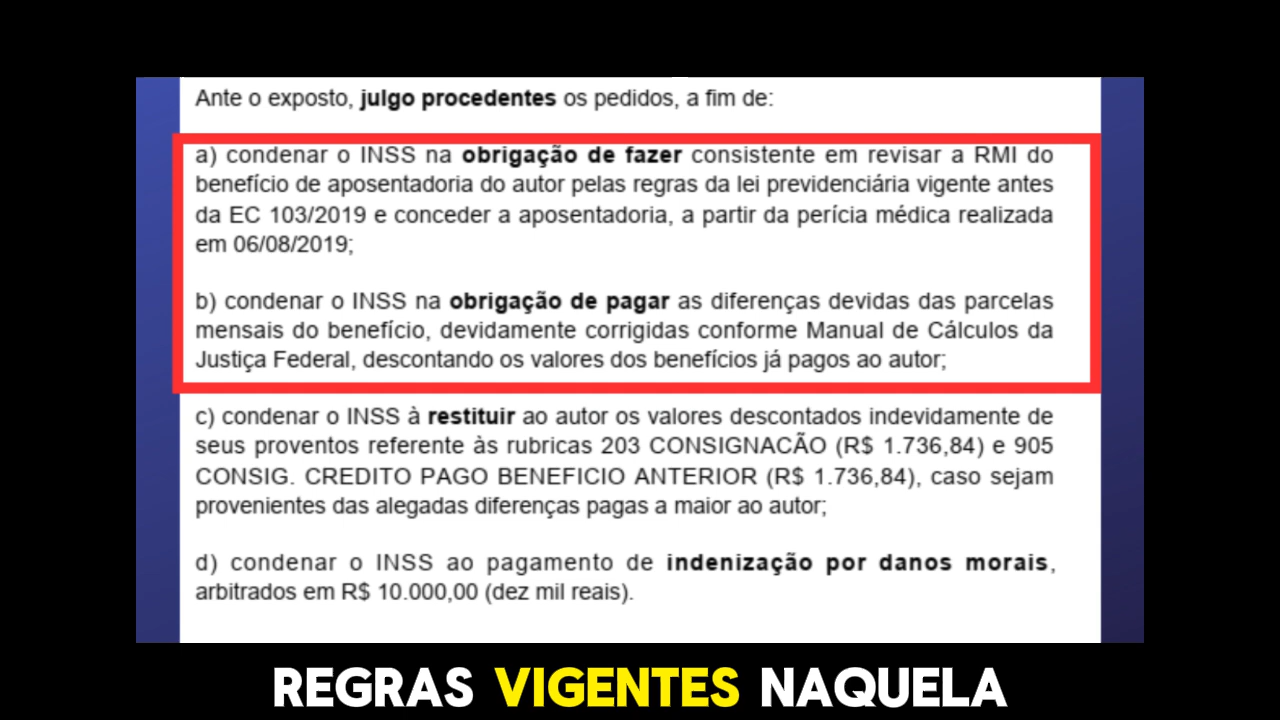 Ante o exposto, julgo procedentes os pedidos, a fim de:
a) condenar o INSS na obrigação de fazer consistente em revisar a RMI do
benefício de aposentadoria do autor pelas regras da lei previdenciária vigente antes
da EC 103/2019 e conceder a aposentadoria, a partir da perícia médica realizada
em 06/08/2019;
b) condenar o INSS na obrigação de pagar as diferenças devidas das parcelas
mensais do benefício, devidamente corrigidas conforme Manual de Cálculos da
Justiça Federal, descontando os valores dos benefícios já pagos ao autor;
c) condenar o INSS à restituir ao autor os valores descontados indevidamente de
seus proventos referente às rubricas 203 CONSIGNACÃO (R$ 1.736,84) e 905
CONSIG. CREDITO PAGO BENEFICIO ANTERIOR (R$ 1.736,84), caso sejam
provenientes das alegadas diferenças pagas a maior ao autor;
d) condenar o INSS ao pagamento de indenização por danos morais,
arbitrados em R$ 10.000,00 (dez mil reais).
REGRAS VIGENTES NAQUELA